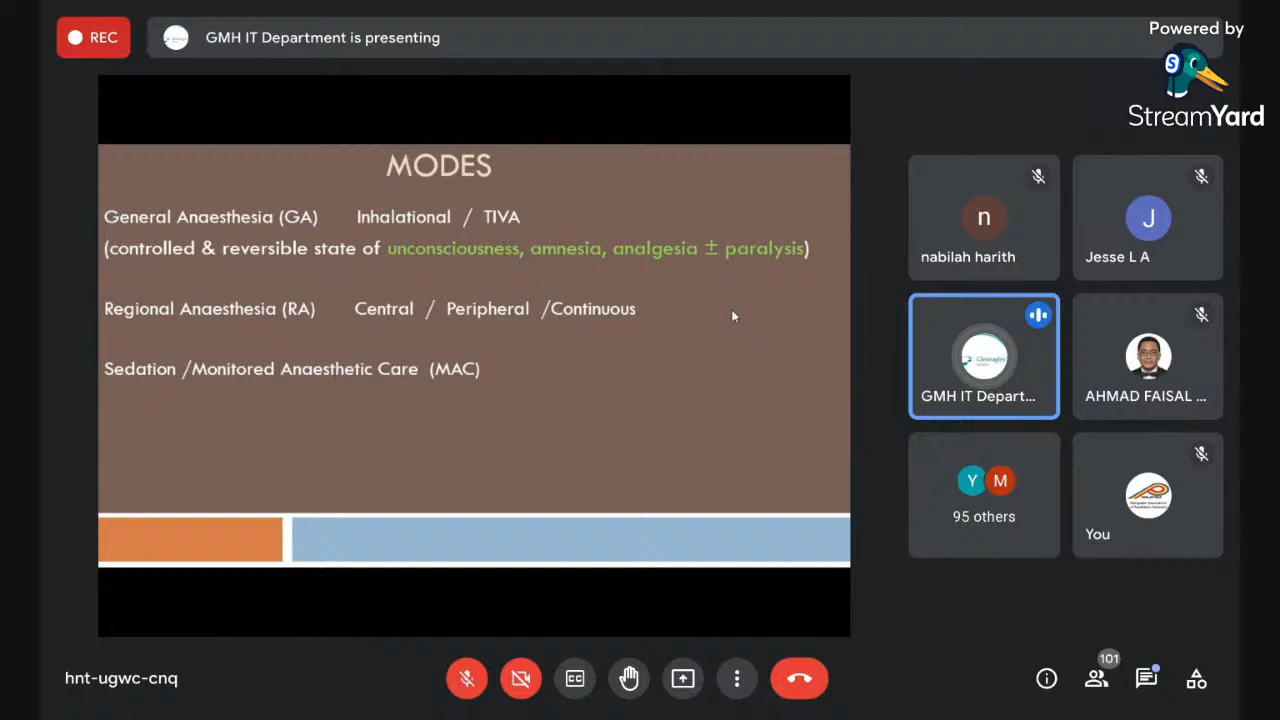 REC
GMH IT Department is presenting
Powered by
StreamYard
MODES
General Anaesthesia (GA) Inhalational / TIVA
(controlled & reversible state of unconsciousness, amnesia, analgesia ± paralysis)
Regional Anaesthesia (RA) Central / Peripheral /Continuous
Sedation /Monitored Anaesthetic Care (MAC)
n
nabilah harith
J
Jesse L A
Gleneagles
GMH IT Depart...
AHMAD FAISAL ...
Y M
95 others
You
hnt-ugwc-cnq
CC
101